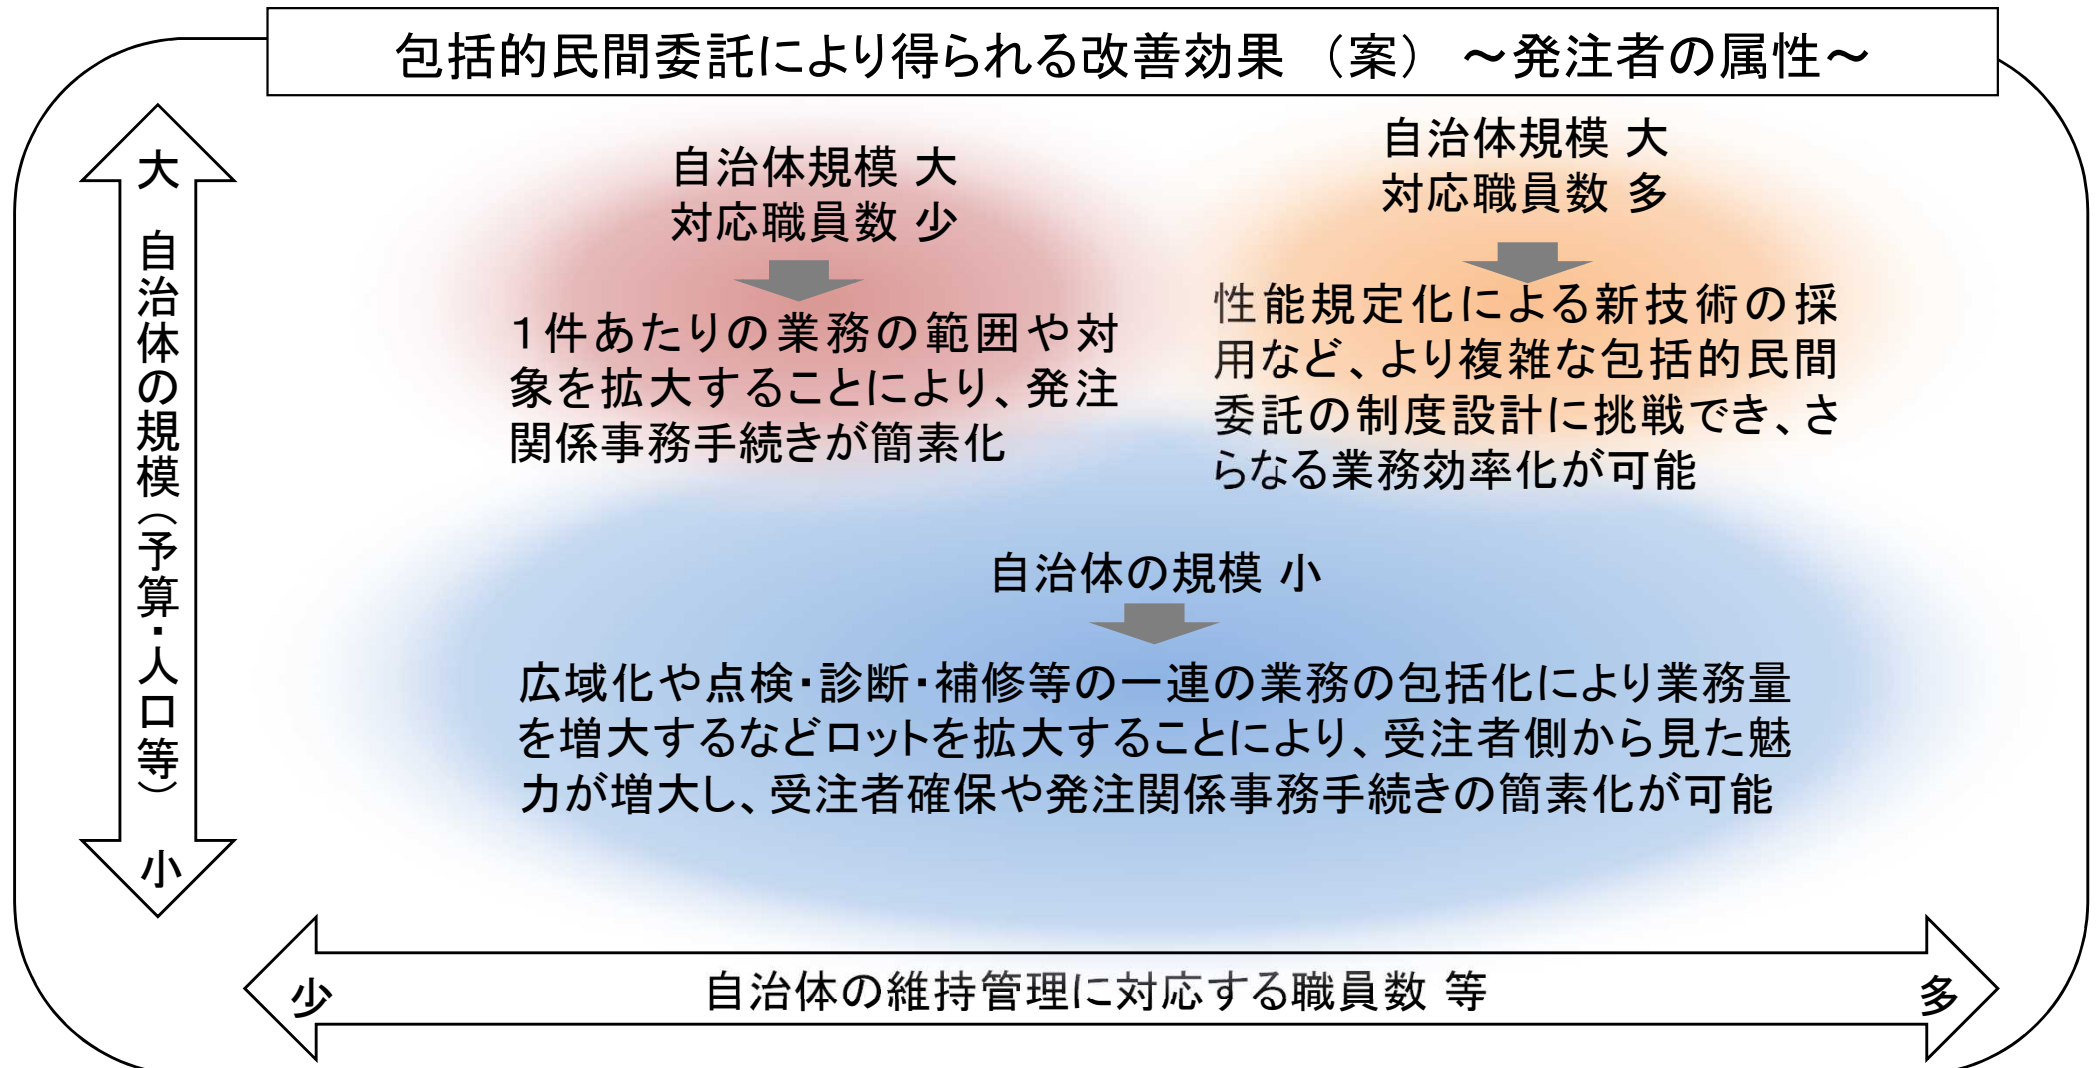 包括的民間委託により得られる改善効果 （案） ～発注者の属性～
大 自治体の規模（予算・人口等） 小
自治体規模 大
対応職員数 少
1件あたりの業務の範囲や対
象を拡大することにより、発注
関係事務手続きが簡素化
自治体規模 大
対応職員数 多
性能規定化による新技術の採
用など、より複雑な包括的民間
委託の制度設計に挑戦でき、さ
らなる業務効率化が可能
自治体の規模 小
広域化や点検・診断・補修等の一連の業務の包括化により業務量
を増大するなどロットを拡大することにより、受注者側から見た魅
力が増大し、受注者確保や発注関係事務手続きの簡素化が可能
少 自治体の維持管理に対応する職員数 等 多